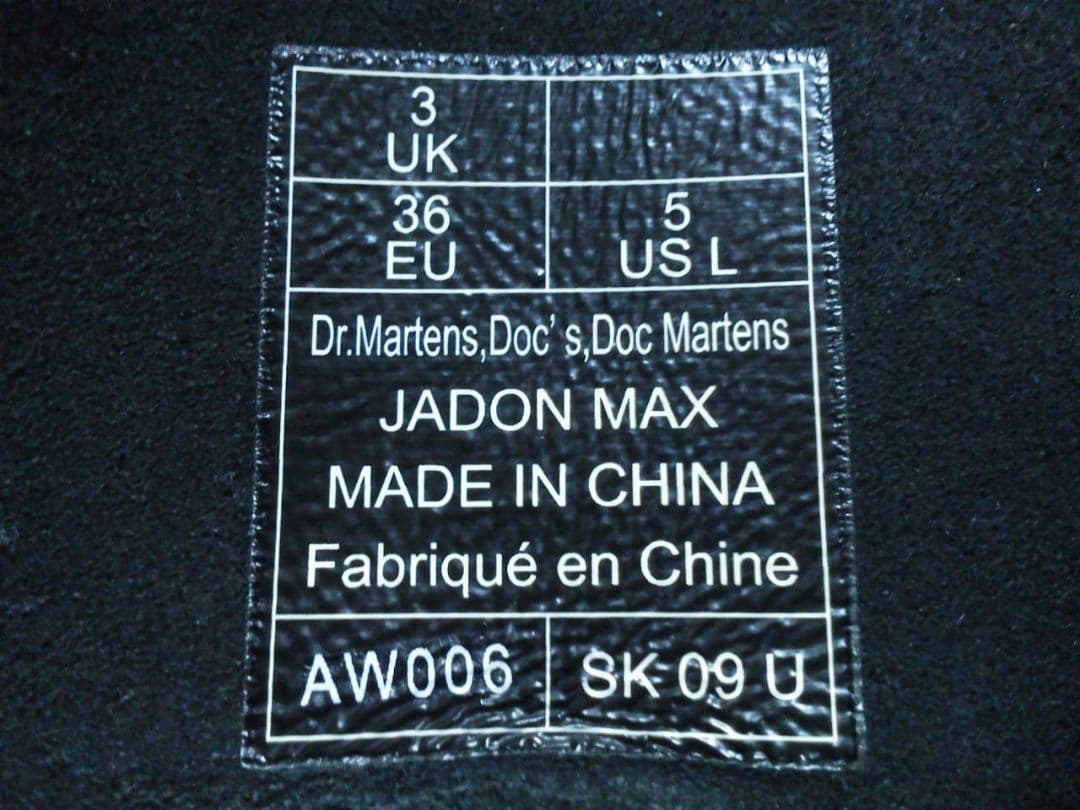 3
UK
36
EU
5
US L
Dr.Martens,Doc's,Doc Martens
JADON MAX
MADE IN CHINA
Fabriqué en Chine
AW006
SK 09 U